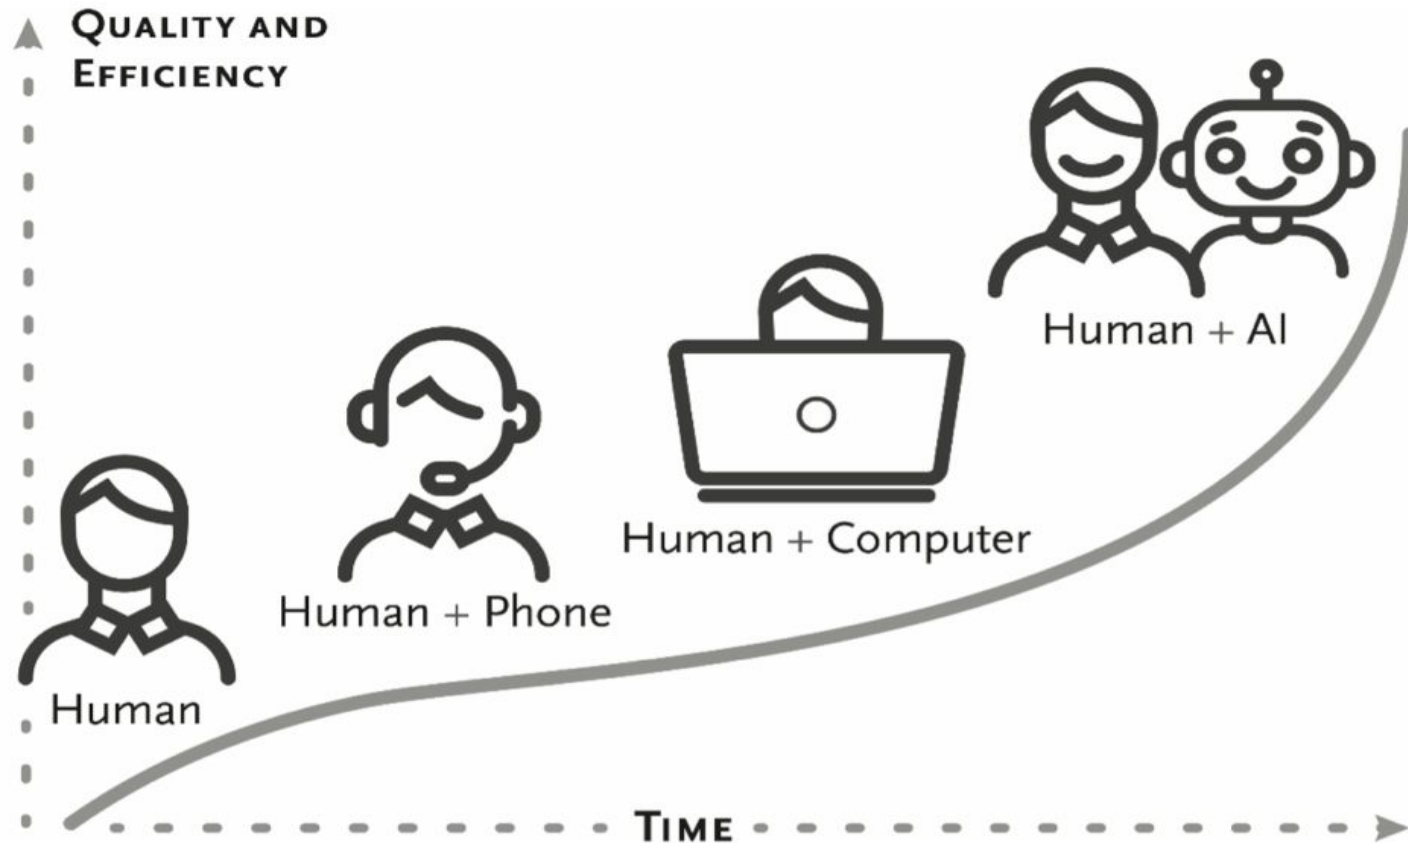 QUALITY AND
EFFICIENCY
Human + AI
Human + Computer
Human + Phone
Human
TIME